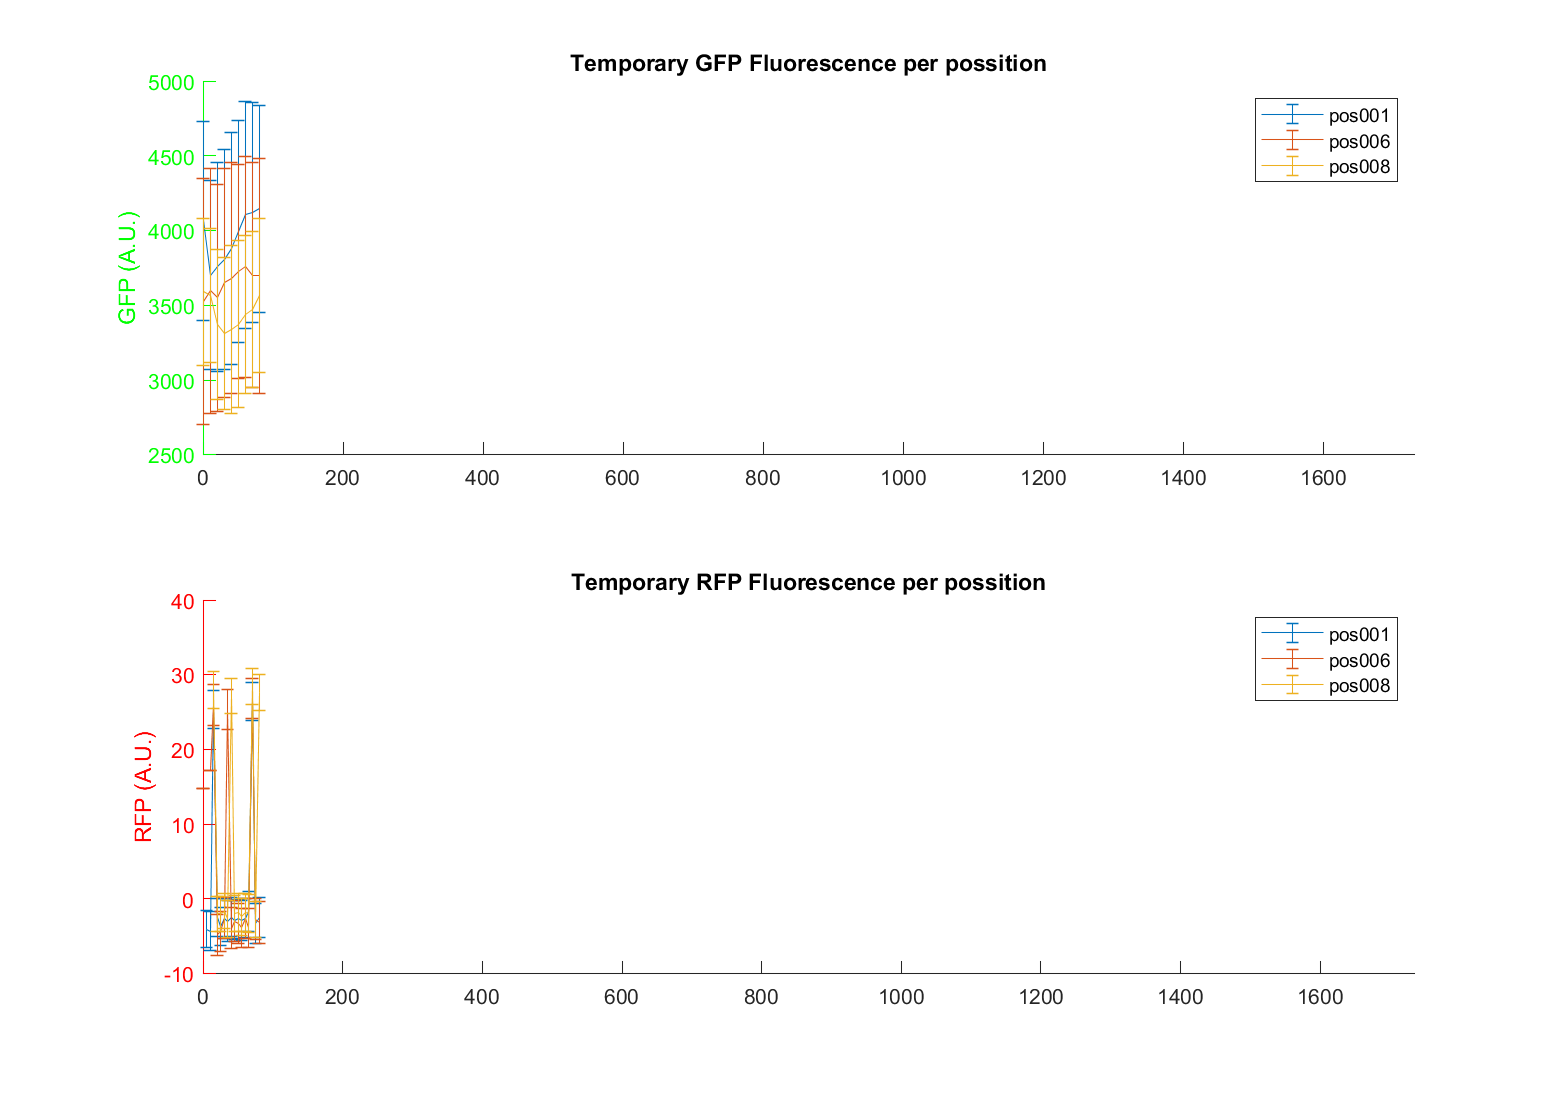 Temporary GFP Fluorescence per possition
5000
4500
4000
3500
3000
2500
GFP (A.U.)
0 200 400 600 800 1000 1200 1400 1600
pos001
pos006
pos008
Temporary RFP Fluorescence per possition
40
30
20
10
0
-10
RFP (A.U.)
0 200 400 600 800 1000 1200 1400 1600
pos001
pos006
pos008